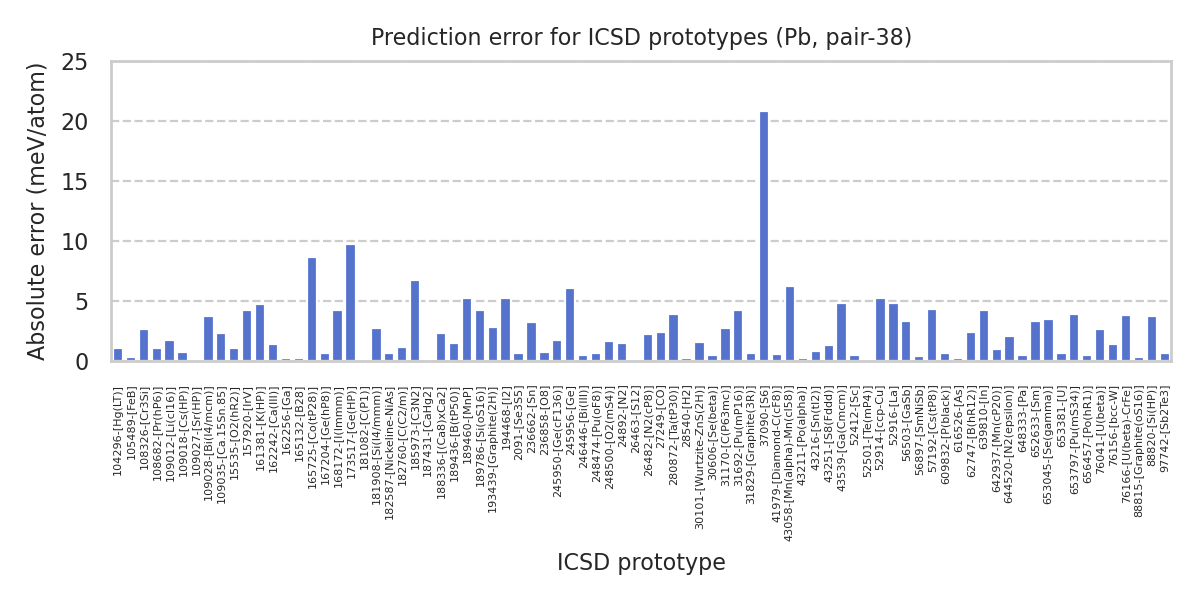 Prediction error for ICSD prototypes (Pb, pair-38)
Absolute error (meV/atom)
25
20
15
10
5
0
104296-[Hg(LT)]
105489-[FeB]
108326-[Cr3Si]
108682-[Pr(hP6)]
109012-[Li(cI16)]
109018-[Cs(HP)]
109027-[Sr(HP)]
109028-[Bi(I4/mcm)]
109035-[Ca.15Sn.85]
15535-[O2(hR2)]
157920-[IrV]
161381-[K(HP)]
162242-[Ca(III)]
162256-[Ga]
165132-[B28]
165725-[Co(tP28)]
167204-[Ge(hP8)]
168172-[I(Immm)]
173517-[Ge(HP)]
181082-[C(P1)]
181908-[Si(I4/mmm)]
182587-[Nickeline-NiAs]
182760-[C(C2/m)]
185973-[C3N2]
187431-[CaHg2]
188336-[(Ca8)xCa2]
189436-[B(tP50)]
189460-[MnP]
189786-[Si(oS16)]
193439-[Graphite(2H)]
194468-[I2]
2091-[Se3S5]
236662-[Sn]
236858-[O8]
245950-[Ge(cF136)]
245956-[Ge]
246446-[Bi(III)]
248474-[Pu(oF8)]
248500-[O2(mS4)]
24892-[N2]
26463-[S12]
26482-[N2(cP8)]
27249-[CO]
280872-[Ta(tP30)]
28540-[H2]
30101-[Wurtzite-ZnS(2H)]
30606-[Se(beta)]
31170-[C(P63mc)]
31692-[Pu(mP16)]
31829-[Graphite(3R)]
37090-[S6]
41979-[Diamond-C(cF8)]
43058-[Mn(alpha)-Mn(cI58)]
43211-[Po(alpha)]
43216-[Sn(tI2)]
43251-[S8(Fddd)]
43539-[Ga(Cmcm)]
52412-[Sc]
52501-[Te(mP4)]
52914-[ccp-Cu]
52916-[La]
56503-[GaSb]
56897-[SmNiSb]
57192-[Cs(tP8)]
609832-[P(black)]
616526-[As]
62747-[B(hR12)]
639810-[In]
642937-[Mn(cP20)]
644520-[N2(epsilon)]
648333-[Pa]
652633-[Sm]
653045-[Se(gamma)]
653381-[U]
653797-[Pu(mS34)]
656457-[Po(hR1)]
76041-[U(beta)]
76156-[bcc-W]
76166-[U(beta)-CrFe]
88815-[Graphite(oS16)]
88820-[Si(HP)]
97742-[Sb2Te3]
ICSD prototype